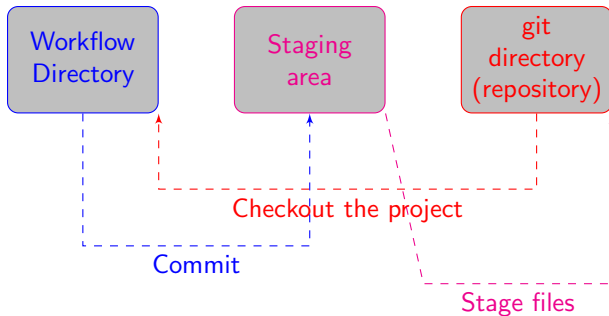 Workflow
Directory
Staging
area
git
directory
(repository)
Checkout the project
Commit
Stage files